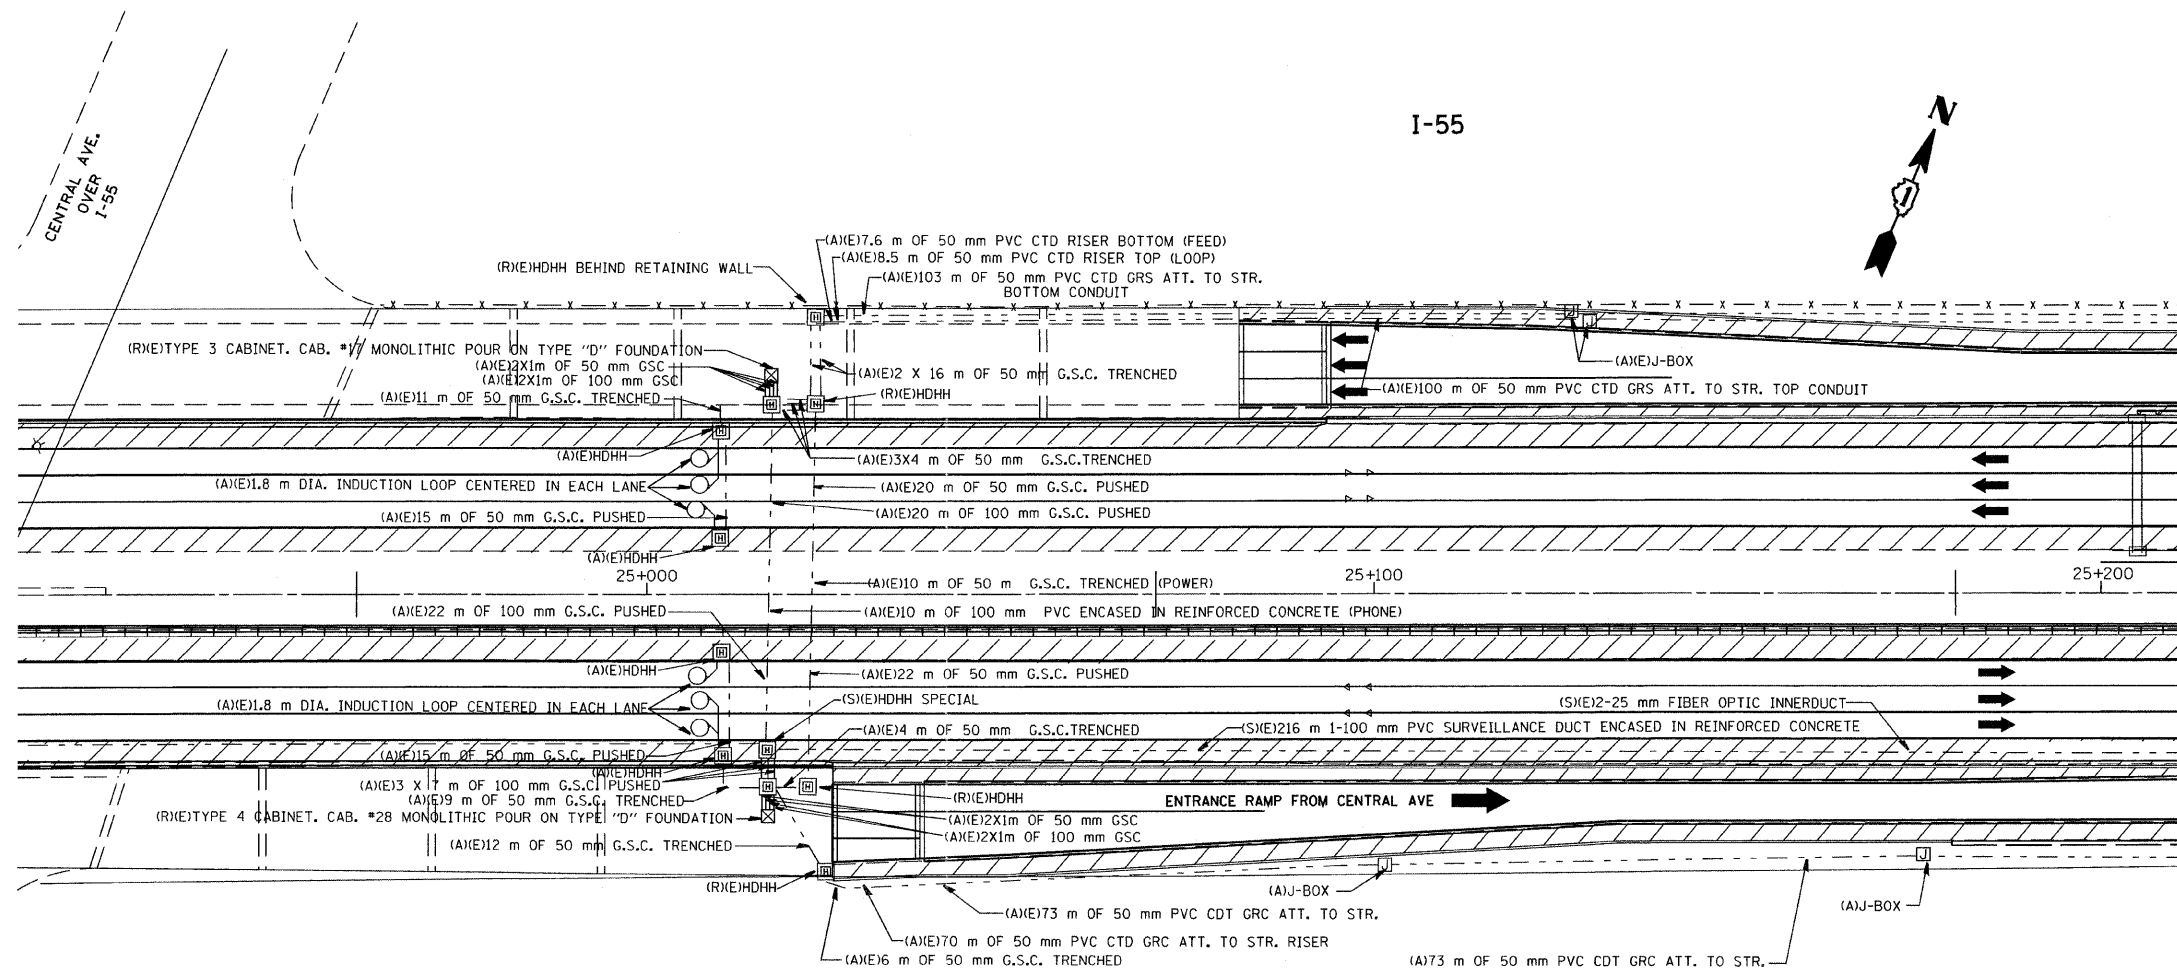 I-55
N
1
CENTRAL AVE.
OVER
I-55
(A)(E)7.6 m OF 50 mm PVC CTD RISER BOTTOM (FEED)
(A)(E)8.5 m OF 50 mm PVC CTD RISER TOP (LOOP)
(R)(E)HDHH BEHIND RETAINING WALL
(A)(E)103 m OF 50 mm PVC CTD GRS ATT. TO STR.
BOTTOM CONDUIT
(R)(E)TYPE 3 CABINET. CAB. #17 MONOLITHIC POUR ON TYPE "D" FOUNDATION
(A)(E)2X1m OF 50 mm GSC
(A)(E)2X1m OF 100 mm GSC
(A)(E)11 m OF 50 mm G.S.C. TRENCHED
(A)(E)2 X 16 m OF 50 mm G.S.C. TRENCHED
(R)(E)HDHH
(A)(E)J-BOX
(A)(E)100 m OF 50 mm PVC CTD GRS ATT. TO STR. TOP CONDUIT
(A)(E)HDHH
(A)(E)3X4 m OF 50 mm G.S.C.TRENCHED
(A)(E)1.8 m DIA. INDUCTION LOOP CENTERED IN EACH LANE
(A)(E)20 m OF 50 mm G.S.C. PUSHED
(A)(E)15 m OF 50 mm G.S.C. PUSHED
(A)(E)20 m OF 100 mm G.S.C. PUSHED
(A)(E)HDHH
25+000
25+100
25+200
(A)(E)10 m OF 50 m G.S.C. TRENCHED (POWER)
(A)(E)22 m OF 100 mm G.S.C. PUSHED
(A)(E)10 m OF 100 mm PVC ENCASED IN REINFORCED CONCRETE (PHONE)
(A)(E)HDHH
(A)(E)22 m OF 50 mm G.S.C. PUSHED
(A)(E)1.8 m DIA. INDUCTION LOOP CENTERED IN EACH LANE
(S)(E)HDHH SPECIAL
(S)(E)2-25 mm FIBER OPTIC INNERDUCT
(A)(E)4 m OF 50 mm G.S.C.TRENCHED
(S)(E)216 m 1-100 mm PVC SURVEILLANCE DUCT ENCASED IN REINFORCED CONCRETE
(A)(E)15 m OF 50 mm G.S.C. PUSHED
(A)(E)HDHH
(A)(E)3 X 7 m OF 100 mm G.S.C. PUSHED
(A)(E)9 m OF 50 mm G.S.C. TRENCHED
(R)(E)HDHH
ENTRANCE RAMP FROM CENTRAL AVE
(R)(E)TYPE 4 CABINET. CAB. #28 MONOLITHIC POUR ON TYPE "D" FOUNDATION
(A)(E)2X1m OF 50 mm GSC
(A)(E)2X1m OF 100 mm GSC
(A)(E)12 m OF 50 mm G.S.C. TRENCHED
(R)(E)HDHH
(A)J-BOX
(A)J-BOX
(A)(E)73 m OF 50 mm PVC CDT GRC ATT. TO STR.
(A)(E)70 m OF 50 mm PVC CTD GRC ATT. TO STR. RISER
(A)(E)6 m OF 50 mm G.S.C. TRENCHED
(A)73 m OF 50 mm PVC CDT GRC ATT. TO STR.